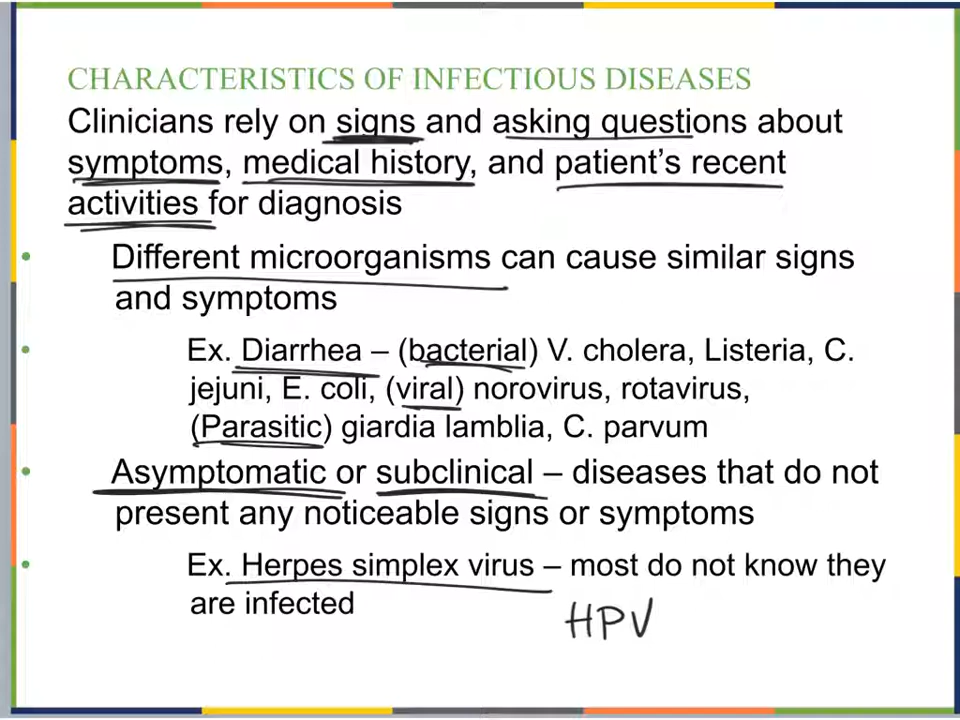 CHARACTERISTICS OF INFECTIOUS DISEASES
Clinicians rely on signs and asking questions about
symptoms, medical history, and patient’s recent
activities for diagnosis
• Different microorganisms can cause similar signs
and symptoms
• Ex. Diarrhea – (bacterial) V. cholera, Listeria, C.
jejuni, E. coli, (viral) norovirus, rotavirus,
(Parasitic) giardia lamblia, C. parvum
• Asymptomatic or subclinical – diseases that do not
present any noticeable signs or symptoms
• Ex. Herpes simplex virus – most do not know they
are infected
HPV